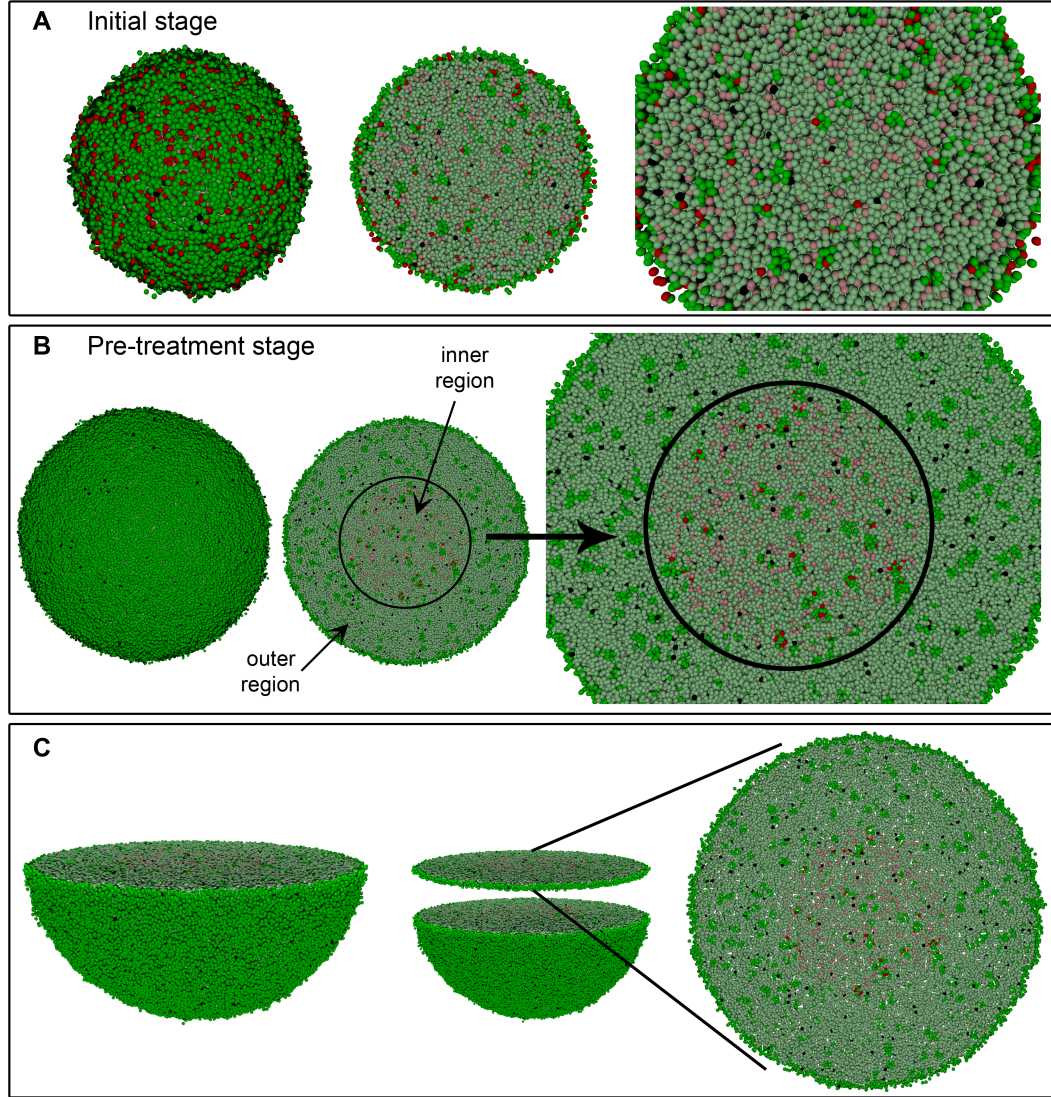 A Initial stage
B Pre-treatment stage
inner
region
outer
region
C